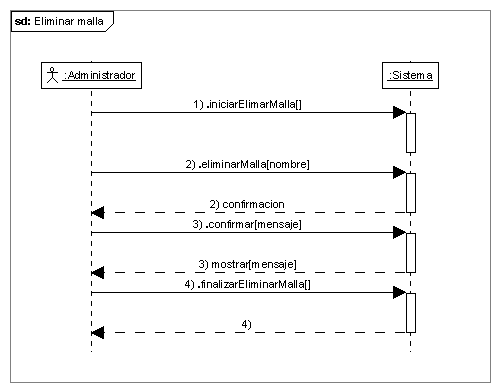 sd: Eliminar malla
:Administrador
:Sistema
1) .iniciarElimarMalla[]
2) .eliminarMalla[nombre]
2) confirmacion
3) .confirmar[mensaje]
3) mostrar[mensaje]
4) .finalizarEliminarMalla[]
4)